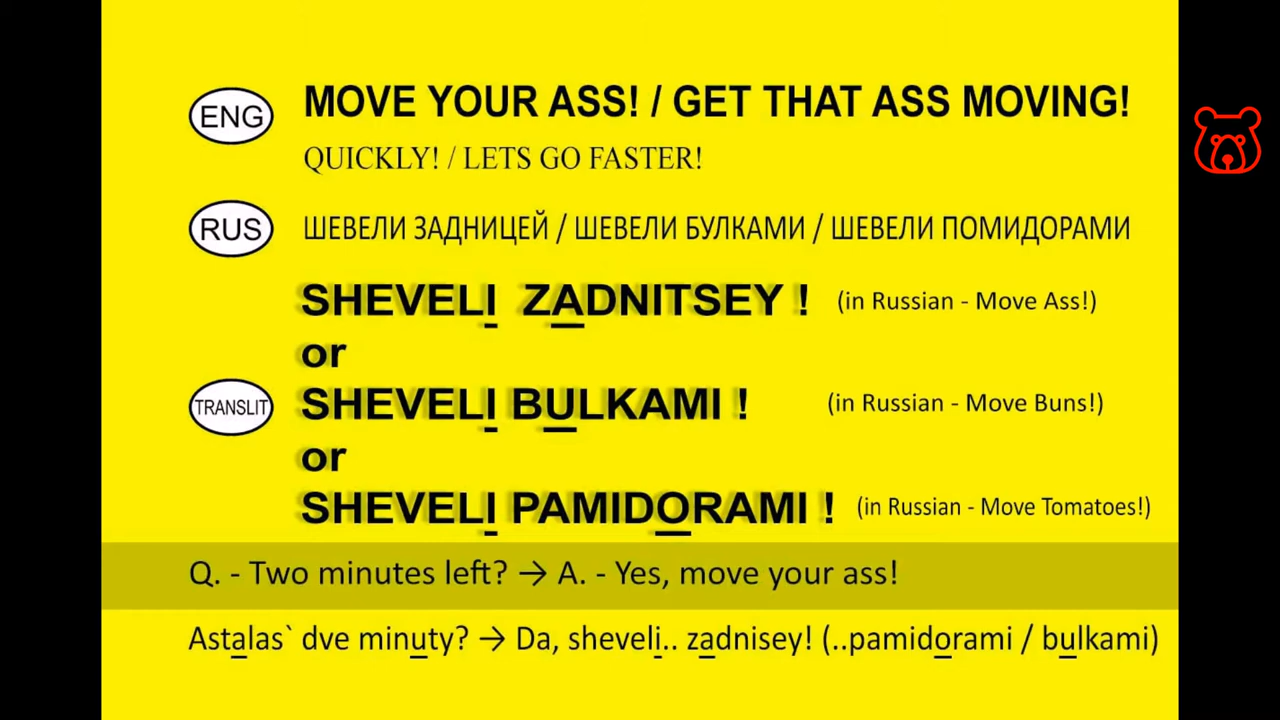 ENG
MOVE YOUR ASS! / GET THAT ASS MOVING!
QUICKLY! / LETS GO FASTER!
RUS
ШЕВЕЛИ ЗАДНИЦЕЙ / ШЕВЕЛИ БУЛКАМИ / ШЕВЕЛИ ПОМИДОРАМИ
SHEVELI ZADNITSEY ! (in Russian - Move Ass!)
or
TRANSLIT
SHEVELI BULKAMI ! (in Russian - Move Buns!)
or
SHEVELI PAMIDORAMI ! (in Russian - Move Tomatoes!)
Q. - Two minutes left? → A. - Yes, move your ass!
Astalas` dve minuty? → Da, sheveli.. zadnisey! (..pamidorami / bulkami)